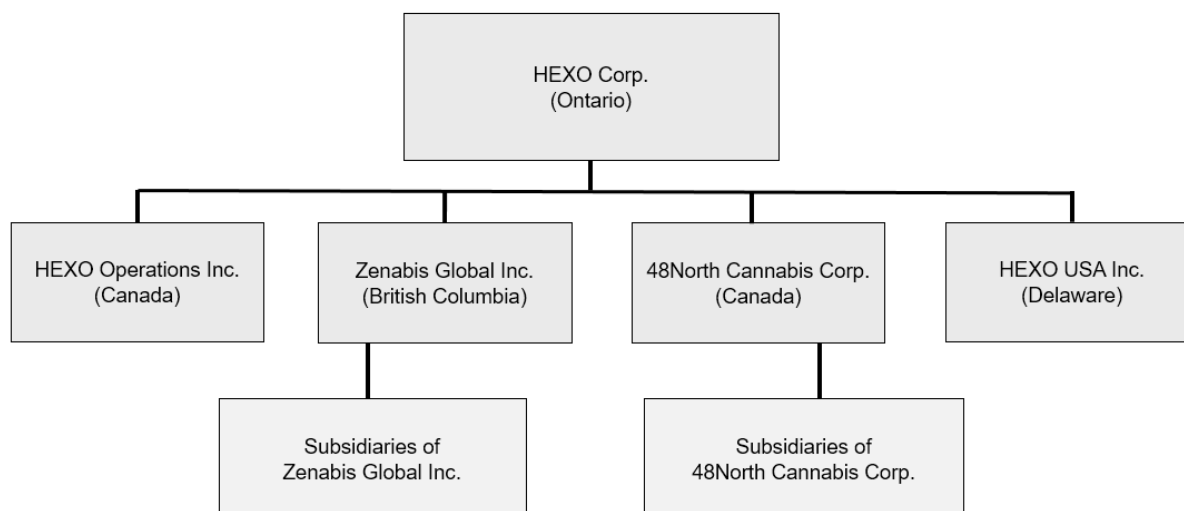 HEXO Corp.
(Ontario)
HEXO Operations Inc.
(Canada)
Zenabis Global Inc.
(British Columbia)
48North Cannabis Corp.
(Canada)
HEXO USA Inc.
(Delaware)
Subsidiaries of
Zenabis Global Inc.
Subsidiaries of
48North Cannabis Corp.